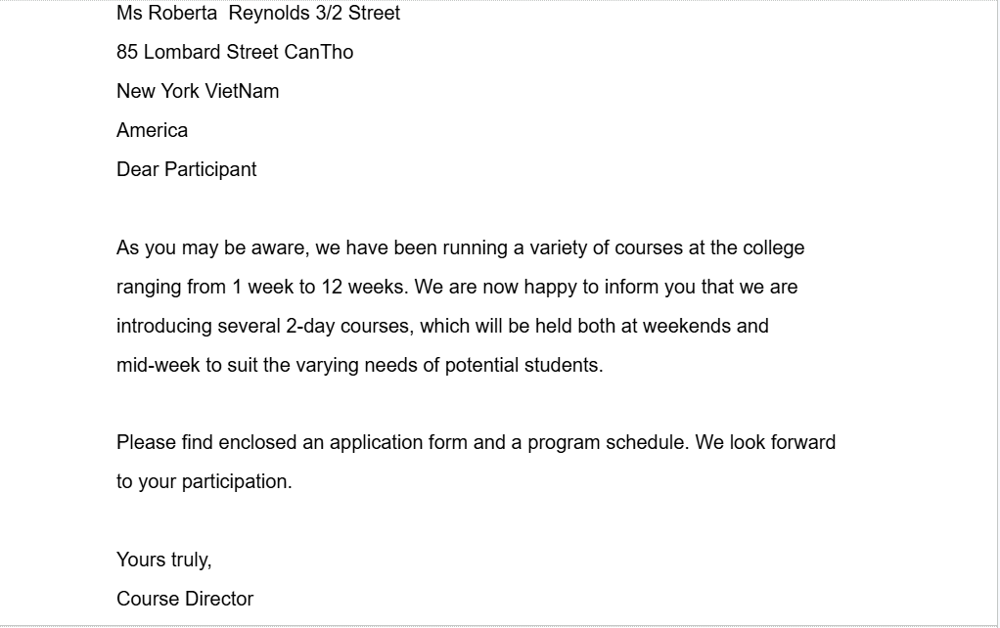 Ms Roberta  Reynolds 3/2 Street
85 Lombard Street CanTho
New York VietNam
America
Dear Participant
As you may be aware, we have been running a variety of courses at the college
ranging from 1 week to 12 weeks. We are now happy to inform you that we are
introducing several 2-day courses, which will be held both at weekends and
mid-week to suit the varying needs of potential students.
Please find enclosed an application form and a program schedule. We look forward
to your participation.
Yours truly,
Course Director